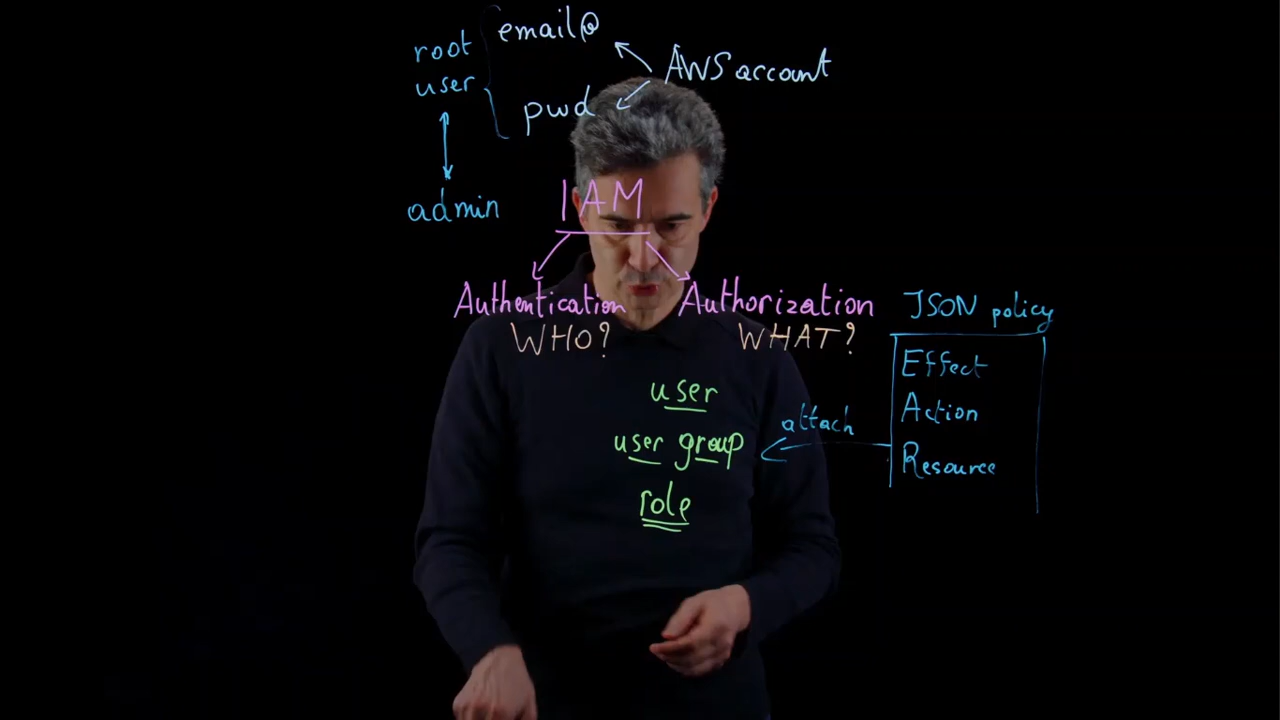 email@
root
user
AWS account
pwd
admin
IAM
Authentication
Authorization
WHO?
WHAT?
JSON policy
Effect
Action
Resource
user
user group
attach
role